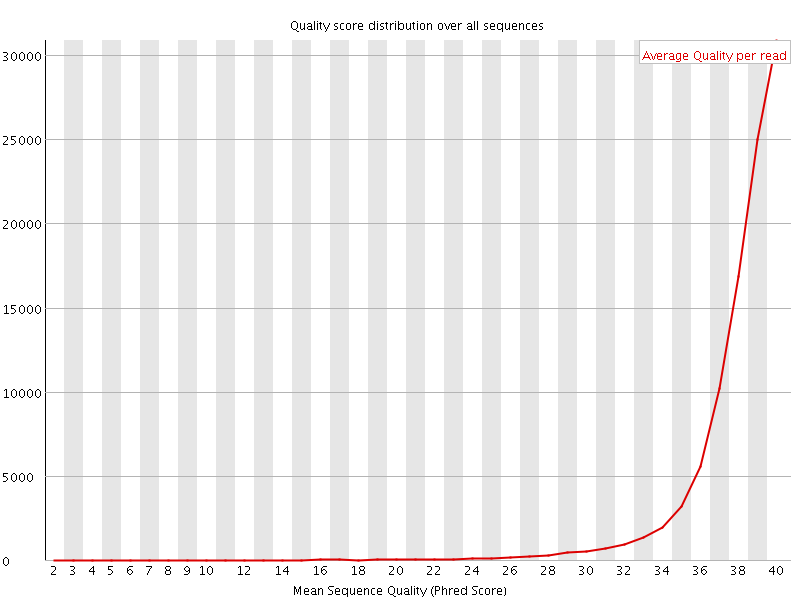 Quality score distribution over all sequences
Average Quality per read
30000
25000
20000
15000
10000
5000
0
2 3 4 5 6 7 8 9 10 12 14 16 18 20 22 24 26 28 30 32 34 36 38 40
Mean Sequence Quality (Phred Score)